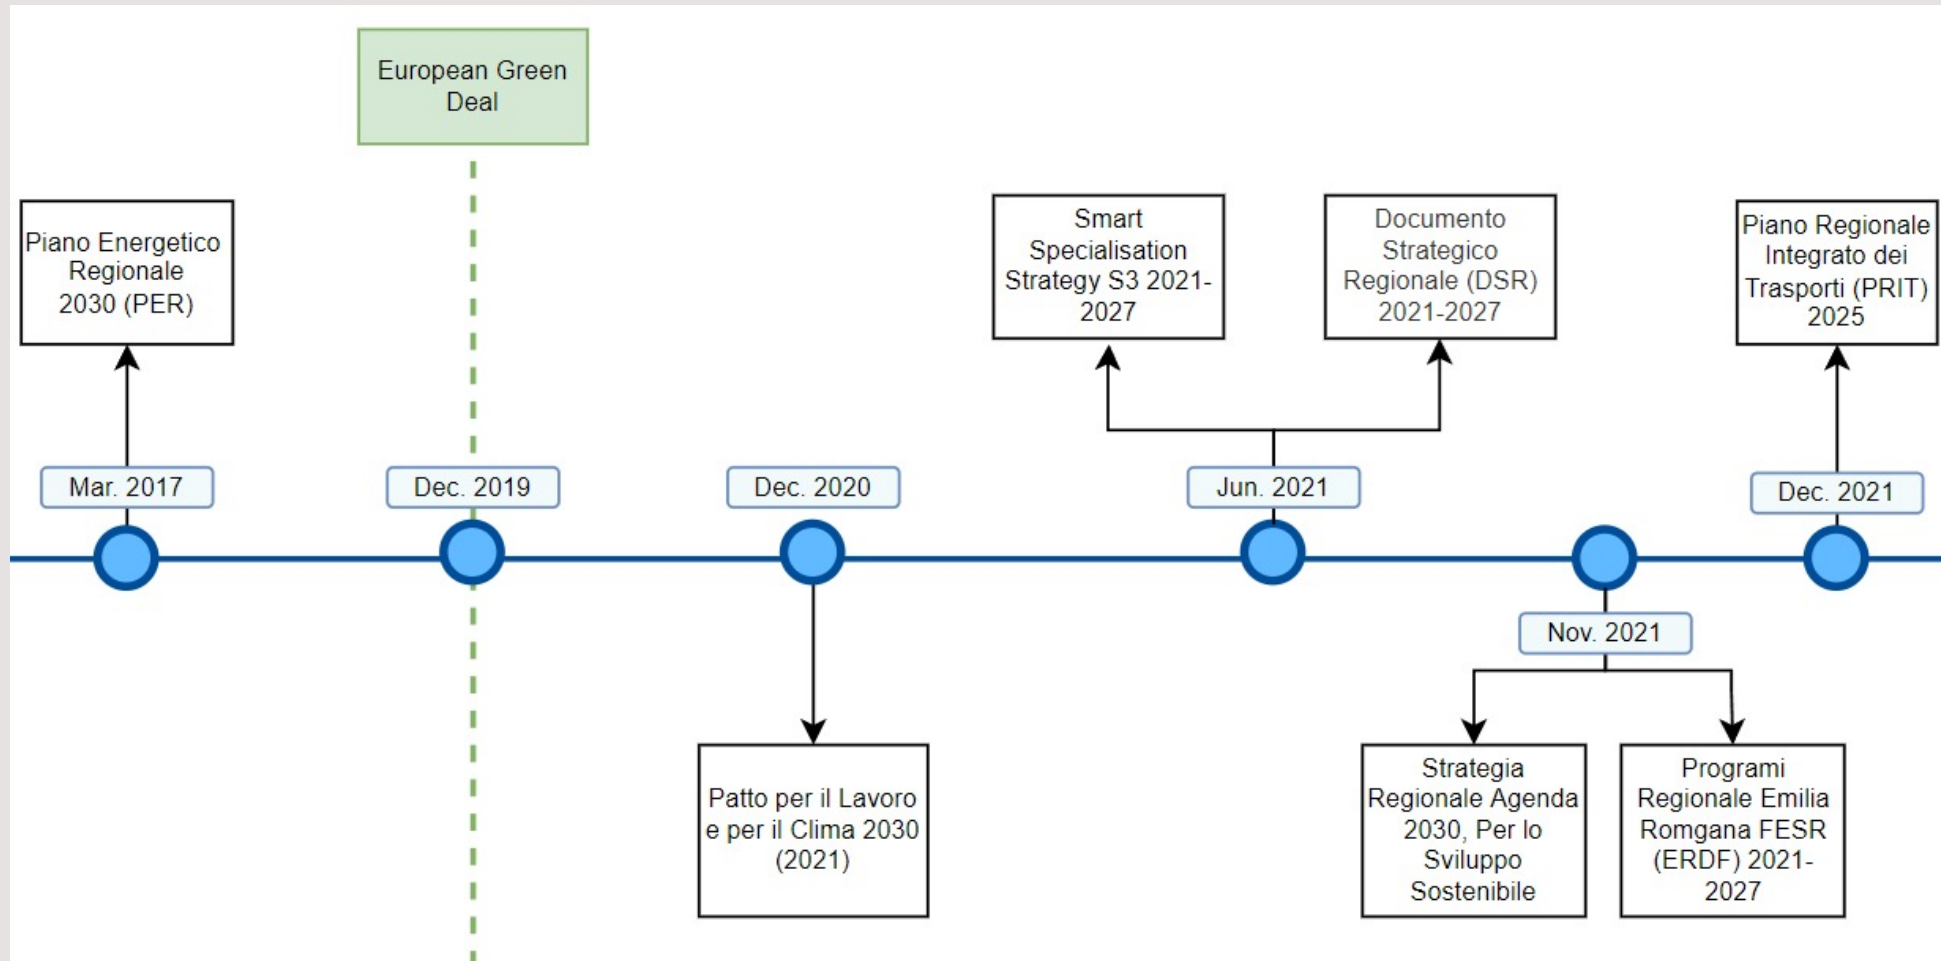 European Green
Deal
Piano Energetico
Regionale
2030 (PER)
Smart
Specialisation
Strategy S3 2021-
2027
Documento
Strategico
Regionale (DSR)
2021-2027
Piano Regionale
Integrato dei
Trasporti (PRIT)
2025
Mar. 2017
Dec. 2019
Dec. 2020
Jun. 2021
Dec. 2021
Nov. 2021
Patto per il Lavoro
e per il Clima 2030
(2021)
Strategia
Regionale Agenda
2030, Per lo
Sviluppo
Sostenibile
Programi
Regionale Emilia
Romgana FESR
(ERDF) 2021-
2027